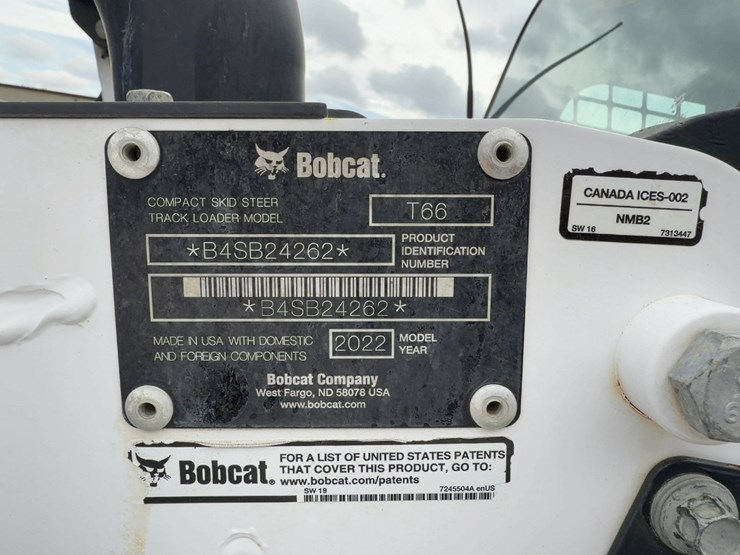 Bobcat.
COMPACT SKID STEER
TRACK LOADER MODEL
T66
*B4SB24262*
PRODUCT
IDENTIFICATION
NUMBER
*B4SB24262*
MADE IN USA WITH DOMESTIC
AND FOREIGN COMPONENTS
2022
MODEL
YEAR
Bobcat Company
West Fargo, ND 58078 USA
www.bobcat.com
CANADA ICES-002
NMB2
SW 16 7313447
Bobcat.
FOR A LIST OF UNITED STATES PATENTS
THAT COVER THIS PRODUCT, GO TO:
www.bobcat.com/patents
SW 19 7245504A enUS